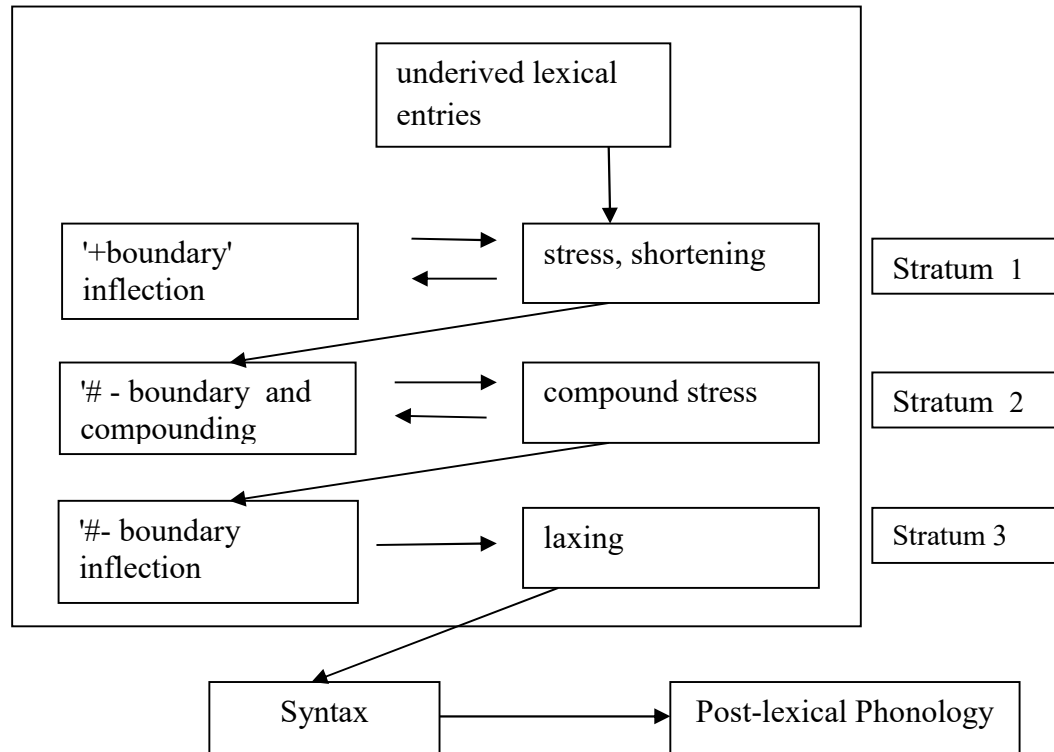 underived lexical
entries
'+boundary'
inflection
stress, shortening
Stratum 1
'# - boundary and
compounding
compound stress
Stratum 2
'#- boundary
inflection
laxing
Stratum 3
Syntax
Post-lexical Phonology